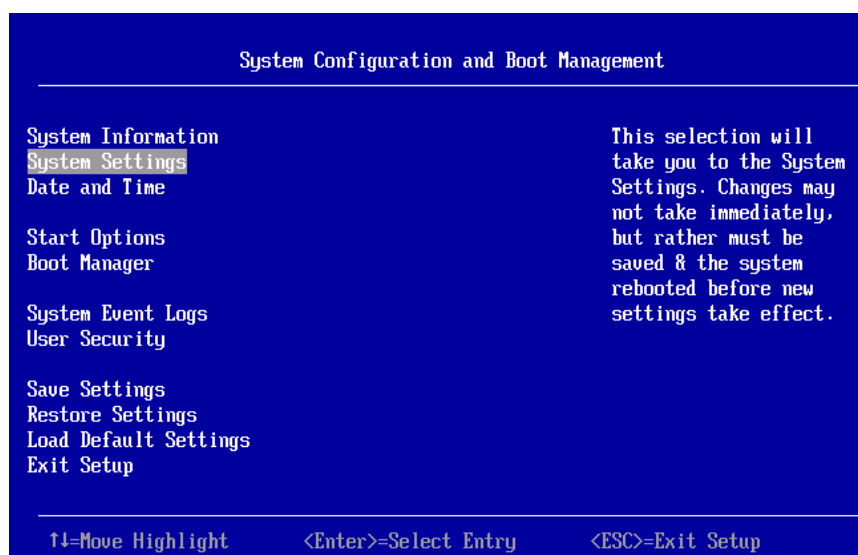 System Configuration and Boot Management
System Information
System Settings
Date and Time
Start Options
Boot Manager
System Event Logs
User Security
Save Settings
Restore Settings
Load Default Settings
Exit Setup
This selection will
take you to the System
Settings. Changes may
not take immediately,
but rather must be
saved & the system
rebooted before new
settings take effect.
↑↓=Move Highlight <Enter>=Select Entry <ESC>=Exit Setup